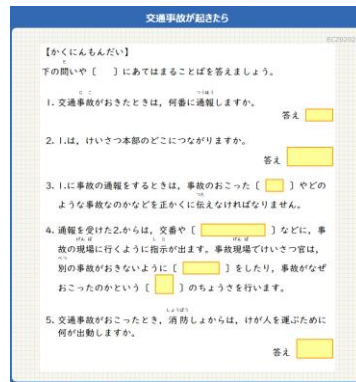 交通事故が起きたら
ECZ0202
【かくにんもんだい】
下の問いや〔 〕にあてはまることばを答えましょう。
1. 交通事故がおきたときは，何番に通報しますか。
答え
2. 1.は，けいさつ本部のどこにつながりますか。
答え
3. 1.に事故の通報をするときは，事故のおこった〔 〕やどの
ような事故なのかなどを正かくに伝えなければなりません。
4. 通報を受けた2.からは，交番や〔 〕などに，事
故の現場に行くように指示が出ます。事故現場でけいさつ官は，
別の事故がおきないように〔 〕をしたり，事故がなぜ
おこったのかという〔 〕のちょうさを行います。
5. 交通事故がおこったとき，消防しょからは，けが人を運ぶために
何が出動しますか。
答え